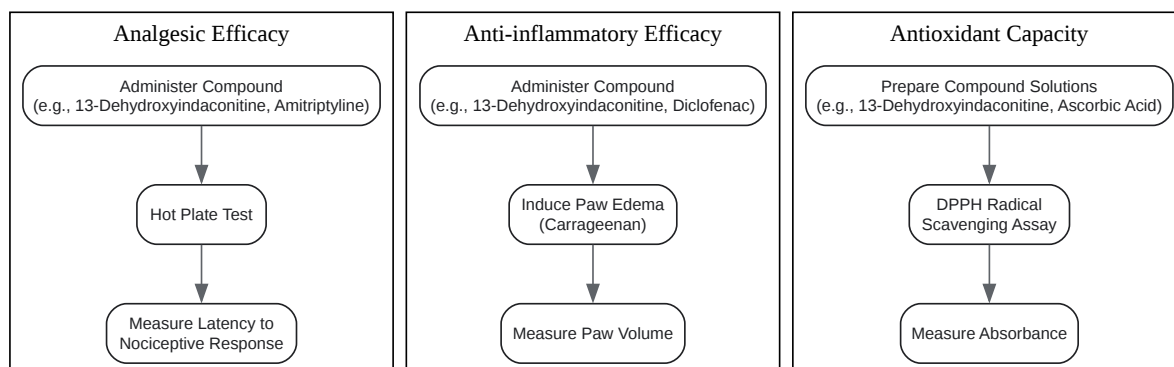 Analgesic Efficacy
Administer Compound
(e.g., 13-Dehydroxyindaconitine, Amitriptyline)
Hot Plate Test
Measure Latency to
Nociceptive Response
Anti-inflammatory Efficacy
Administer Compound
(e.g., 13-Dehydroxyindaconitine, Diclofenac)
Induce Paw Edema
(Carrageenan)
Measure Paw Volume
Antioxidant Capacity
Prepare Compound Solutions
(e.g., 13-Dehydroxyindaconitine, Ascorbic Acid)
DPPH Radical
Scavenging Assay
Measure Absorbance